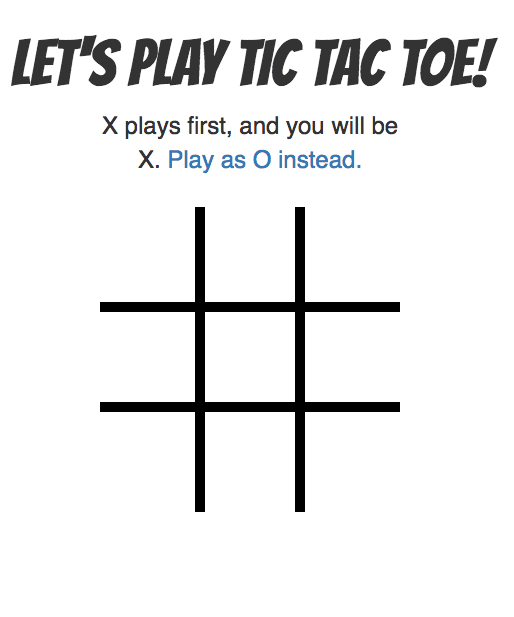 LET'S PLAY TIC TAC TOE!
X plays first, and you will be
X. Play as O instead.